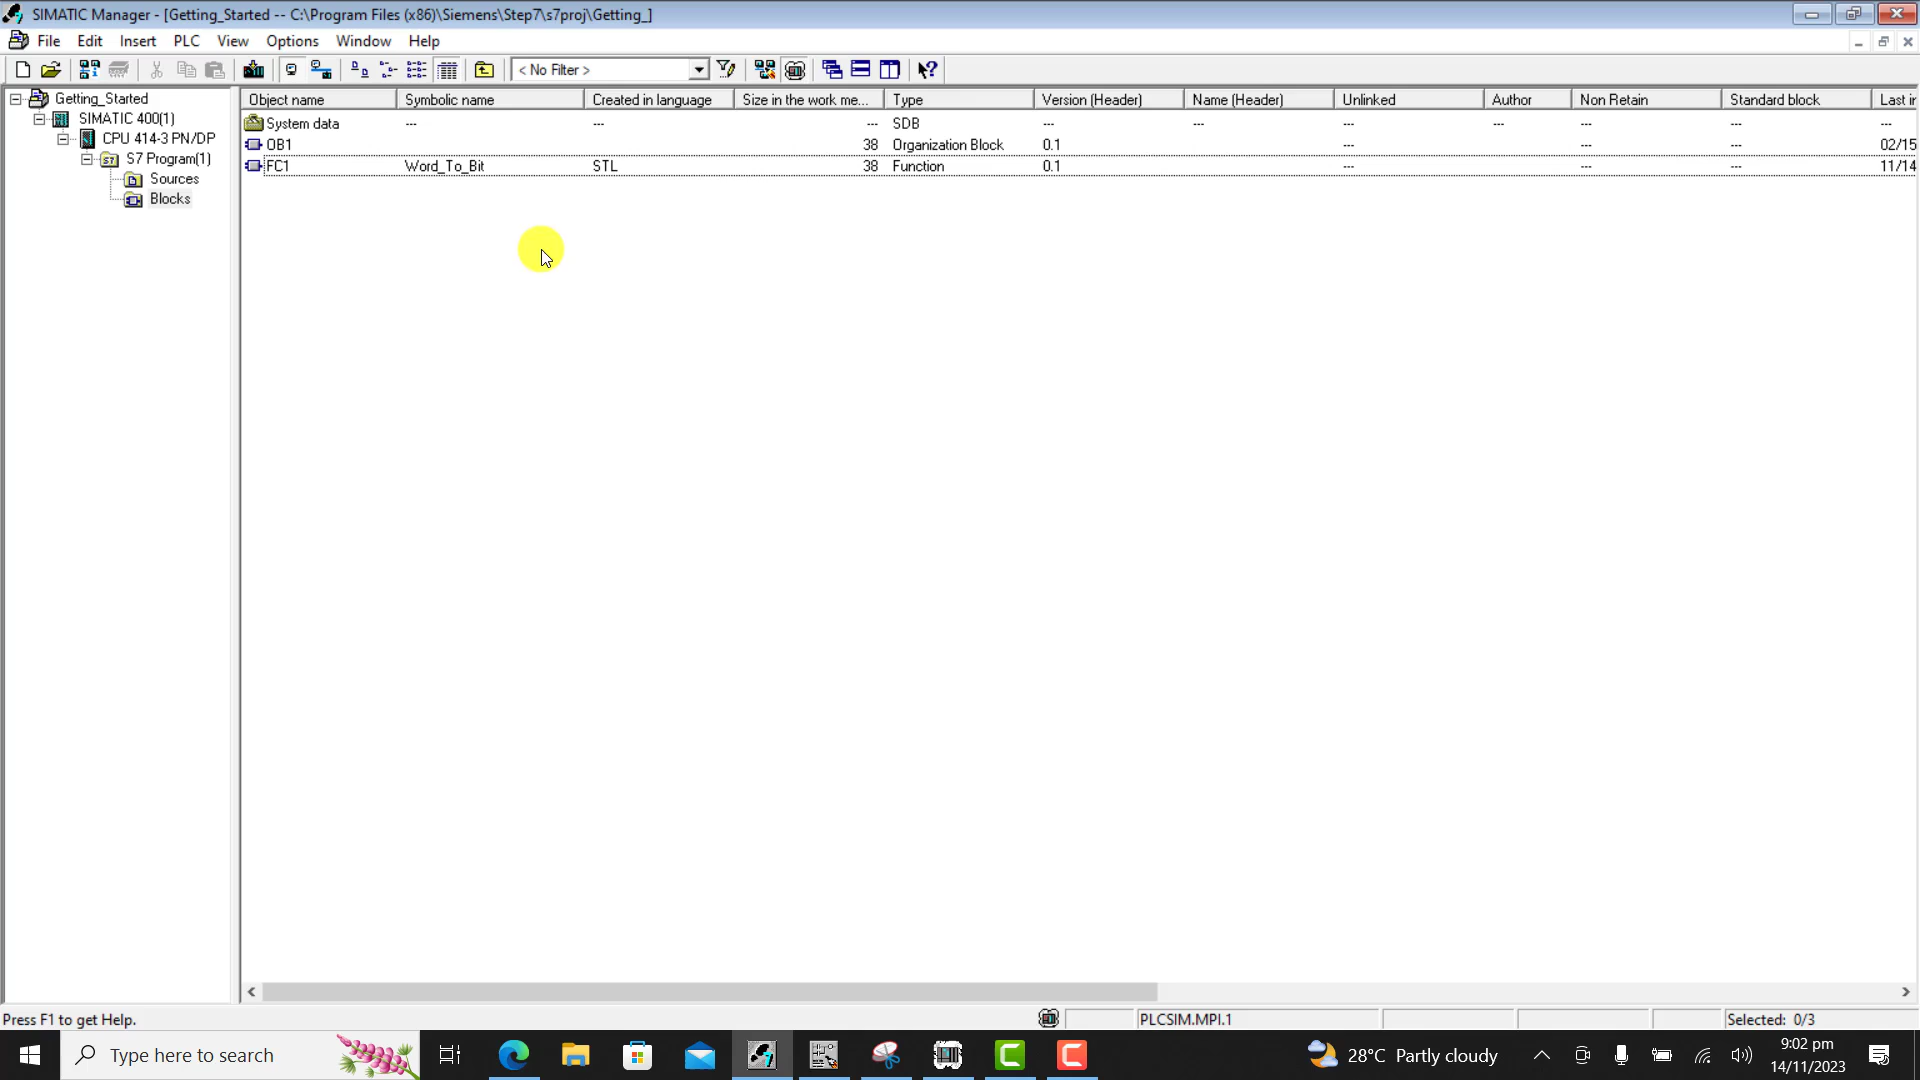 SIMATIC Manager - [Getting_Started -- C:\Program Files (x86)\Siemens\Step7\s7proj\Getting_]
File Edit Insert PLC View Options Window Help
< No Filter >
Getting_Started
SIMATIC 400(1)
CPU 414-3 PN/DP
S7 Program(1)
Sources
Blocks
Object name Symbolic name Created in language Size in the work me... Type Version (Header) Name (Header) Unlinked Author Non Retain Standard block Last in
System data --- --- --- SDB --- --- --- --- --- --- ---
OB1 38 Organization Block 0.1 --- --- --- 02/15
FC1 Word_To_Bit STL 38 Function 0.1 --- --- --- 11/14
Press F1 to get Help. PLCSIM.MPI.1 Selected: 0/3
Type here to search 28°C Partly cloudy 9:02 pm
14/11/2023